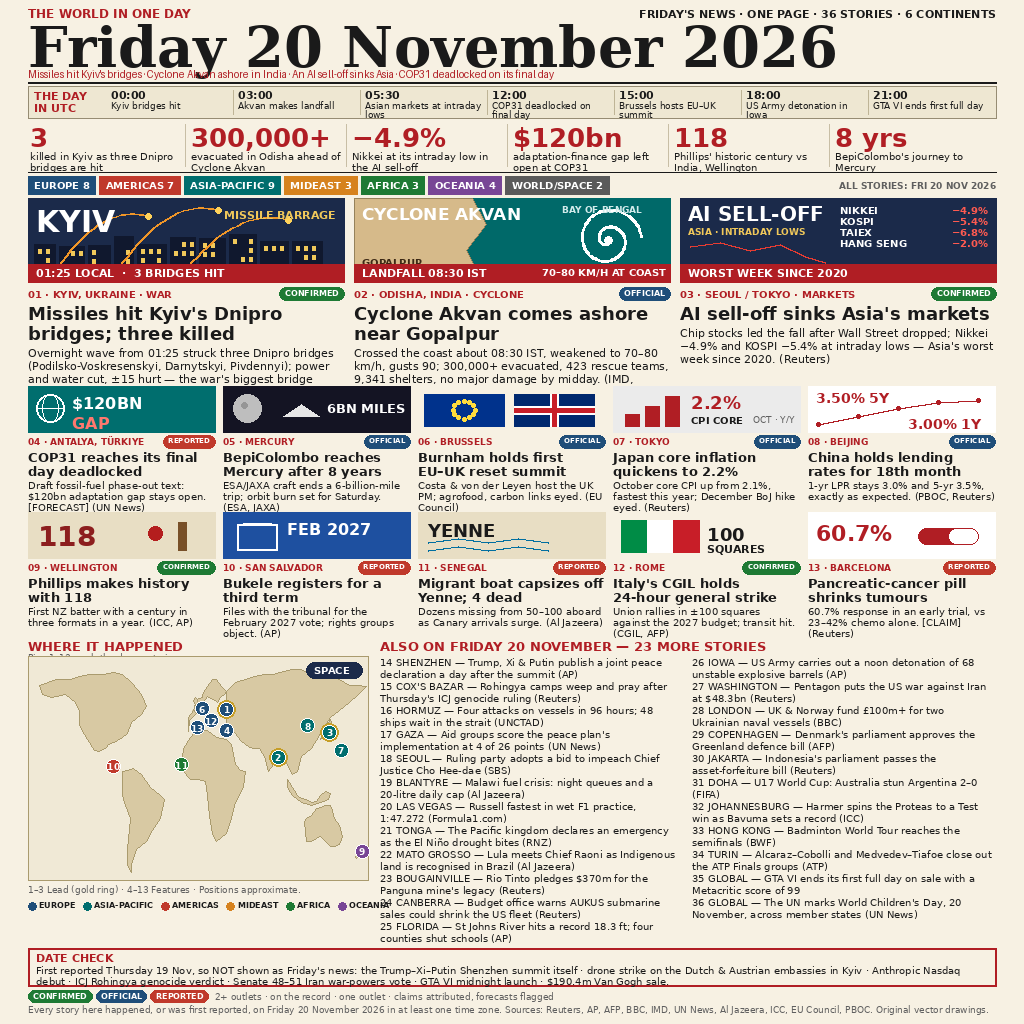 THE WORLD IN ONE DAY
FRIDAY'S NEWS · ONE PAGE · 36 STORIES · 6 CONTINENTS
Friday 20 November 2026
Missiles hit Kyiv's bridges · Cyclone Akvan ashore in India · An AI sell-off sinks Asia · COP31 deadlocked on its final day
THE DAY
IN UTC
00:00
Kyiv bridges hit
03:00
Akvan makes landfall
05:30
Asian markets at intraday
lows
12:00
COP31 deadlocked on
final day
15:00
Brussels hosts EU–UK
summit
18:00
US Army detonation in
Iowa
21:00
GTA VI ends first full day
3
killed in Kyiv as three Dnipro
bridges are hit
300,000+
evacuated in Odisha ahead of
Cyclone Akvan
−4.9%
Nikkei at its intraday low in
the AI sell-off
$120bn
adaptation-finance gap left
open at COP31
118
Phillips' historic century vs
India, Wellington
8 yrs
BepiColombo's journey to
Mercury
EUROPE 8
AMERICAS 7
ASIA-PACIFIC 9
MIDEAST 3
AFRICA 3
OCEANIA 4
WORLD/SPACE 2
ALL STORIES: FRI 20 NOV 2026
KYIV
MISSILE BARRAGE
01:25 LOCAL · 3 BRIDGES HIT
CYCLONE AKVAN
BAY OF BENGAL
GOPALPUR
LANDFALL 08:30 IST
70–80 KM/H AT COAST
AI SELL-OFF
ASIA · INTRADAY LOWS
NIKKEI −4.9%
KOSPI −5.4%
TAIEX −6.8%
HANG SENG −2.0%
WORST WEEK SINCE 2020
01 · KYIV, UKRAINE · WAR
CONFIRMED
Missiles hit Kyiv's Dnipro
bridges; three killed
Overnight wave from 01:25 struck three Dnipro bridges
(Podilsko-Voskresenskyi, Darnytskyi, Pivdennyi); power
and water cut, ±15 hurt — the war's biggest bridge
02 · ODISHA, INDIA · CYCLONE
OFFICIAL
Cyclone Akvan comes ashore
near Gopalpur
Crossed the coast about 08:30 IST, weakened to 70–80
km/h, gusts 90; 300,000+ evacuated, 423 rescue teams,
9,341 shelters, no major damage by midday. (IMD,
03 · SEOUL / TOKYO · MARKETS
CONFIRMED
AI sell-off sinks Asia's markets
Chip stocks led the fall after Wall Street dropped; Nikkei
−4.9% and KOSPI −5.4% at intraday lows — Asia's worst
week since 2020. (Reuters)
$120BN
GAP
6BN MILES
2.2%
CPI CORE
OCT · Y/Y
3.50% 5Y
3.00% 1Y
04 · ANTALYA, TÜRKIYE
REPORTED
COP31 reaches its final
day deadlocked
Draft fossil-fuel phase-out text:
$120bn adaptation gap stays open.
[FORECAST] (UN News)
05 · MERCURY
OFFICIAL
BepiColombo reaches
Mercury after 8 years
ESA/JAXA craft ends a 6-billion-mile
trip; orbit burn set for Saturday.
(ESA, JAXA)
06 · BRUSSELS
OFFICIAL
Burnham holds first
EU–UK reset summit
Costa & von der Leyen host the UK
PM; agrofood, carbon links eyed. (EU
Council)
07 · TOKYO
OFFICIAL
Japan core inflation
quickens to 2.2%
October core CPI up from 2.1%,
fastest this year; December BoJ hike
eyed. (Reuters)
08 · BEIJING
OFFICIAL
China holds lending
rates for 18th month
1-yr LPR stays 3.0% and 5-yr 3.5%,
exactly as expected. (PBOC, Reuters)
118
FEB 2027
YENNE
100
SQUARES
60.7%
09 · WELLINGTON
CONFIRMED
Phillips makes history
with 118
First NZ batter with a century in
three formats in a year. (ICC, AP)
10 · SAN SALVADOR
REPORTED
Bukele registers for a
third term
Files with the tribunal for the
February 2027 vote; rights groups
object. (AP)
11 · SENEGAL
REPORTED
Migrant boat capsizes off
Yenne; 4 dead
Dozens missing from 50–100 aboard
as Canary arrivals surge. (Al Jazeera)
12 · ROME
CONFIRMED
Italy's CGIL holds
24-hour general strike
Union rallies in ±100 squares
against the 2027 budget; transit hit.
(CGIL, AFP)
13 · BARCELONA
REPORTED
Pancreatic-cancer pill
shrinks tumours
60.7% response in an early trial, vs
23–42% chemo alone. [CLAIM]
(Reuters)
WHERE IT HAPPENED
SPACE
6
1
12
13
4
8
3
7
2
10
11
9
1–3 Lead (gold ring) · 4–13 Features · Positions approximate.
EUROPE
ASIA-PACIFIC
AMERICAS
MIDEAST
AFRICA
OCEANIA
ALSO ON FRIDAY 20 NOVEMBER — 23 MORE STORIES
14 SHENZHEN — Trump, Xi & Putin publish a joint peace
declaration a day after the summit (AP)
15 COX'S BAZAR — Rohingya camps weep and pray after
Thursday's ICJ genocide ruling (Reuters)
16 HORMUZ — Four attacks on vessels in 96 hours; 48
ships wait in the strait (UNCTAD)
17 GAZA — Aid groups score the peace plan's
implementation at 4 of 26 points (UN News)
18 SEOUL — Ruling party adopts a bid to impeach Chief
Justice Cho Hee-dae (SBS)
19 BLANTYRE — Malawi fuel crisis: night queues and a
20-litre daily cap (Al Jazeera)
20 LAS VEGAS — Russell fastest in wet F1 practice,
1:47.272 (Formula1.com)
21 TONGA — The Pacific kingdom declares an emergency
as the El Niño drought bites (RNZ)
22 MATO GROSSO — Lula meets Chief Raoni as Indigenous
land is recognised in Brazil (Al Jazeera)
23 BOUGAINVILLE — Rio Tinto pledges $370m for the
Panguna mine's legacy (Reuters)
24 CANBERRA — Budget office warns AUKUS submarine
sales could shrink the US fleet (Reuters)
25 FLORIDA — St Johns River hits a record 18.3 ft; four
counties shut schools (AP)
26 IOWA — US Army carries out a noon detonation of 68
unstable explosive barrels (AP)
27 WASHINGTON — Pentagon puts the US war against Iran
at $48.3bn (Reuters)
28 LONDON — UK & Norway fund £100m+ for two
Ukrainian naval vessels (BBC)
29 COPENHAGEN — Denmark's parliament approves the
Greenland defence bill (AFP)
30 JAKARTA — Indonesia's parliament passes the
asset-forfeiture bill (Reuters)
31 DOHA — U17 World Cup: Australia stun Argentina 2–0
(FIFA)
32 JOHANNESBURG — Harmer spins the Proteas to a Test
win as Bavuma sets a record (ICC)
33 HONG KONG — Badminton World Tour reaches the
semifinals (BWF)
34 TURIN — Alcaraz–Cobolli and Medvedev–Tiafoe close out
the ATP Finals groups (ATP)
35 GLOBAL — GTA VI ends its first full day on sale with a
Metacritic score of 99
36 GLOBAL — The UN marks World Children's Day, 20
November, across member states (UN News)
DATE CHECK
First reported Thursday 19 Nov, so NOT shown as Friday's news: the Trump–Xi–Putin Shenzhen summit itself · drone strike on the Dutch & Austrian embassies in Kyiv · Anthropic Nasdaq
debut · ICJ Rohingya genocide verdict · Senate 48–51 Iran war-powers vote · GTA VI midnight launch · $190.4m Van Gogh sale.
CONFIRMED
OFFICIAL
REPORTED
2+ outlets · on the record · one outlet · claims attributed, forecasts flagged
Every story here happened, or was first reported, on Friday 20 November 2026 in at least one time zone. Sources: Reuters, AP, AFP, BBC, IMD, UN News, Al Jazeera, ICC, EU Council, PBOC. Original vector drawings.